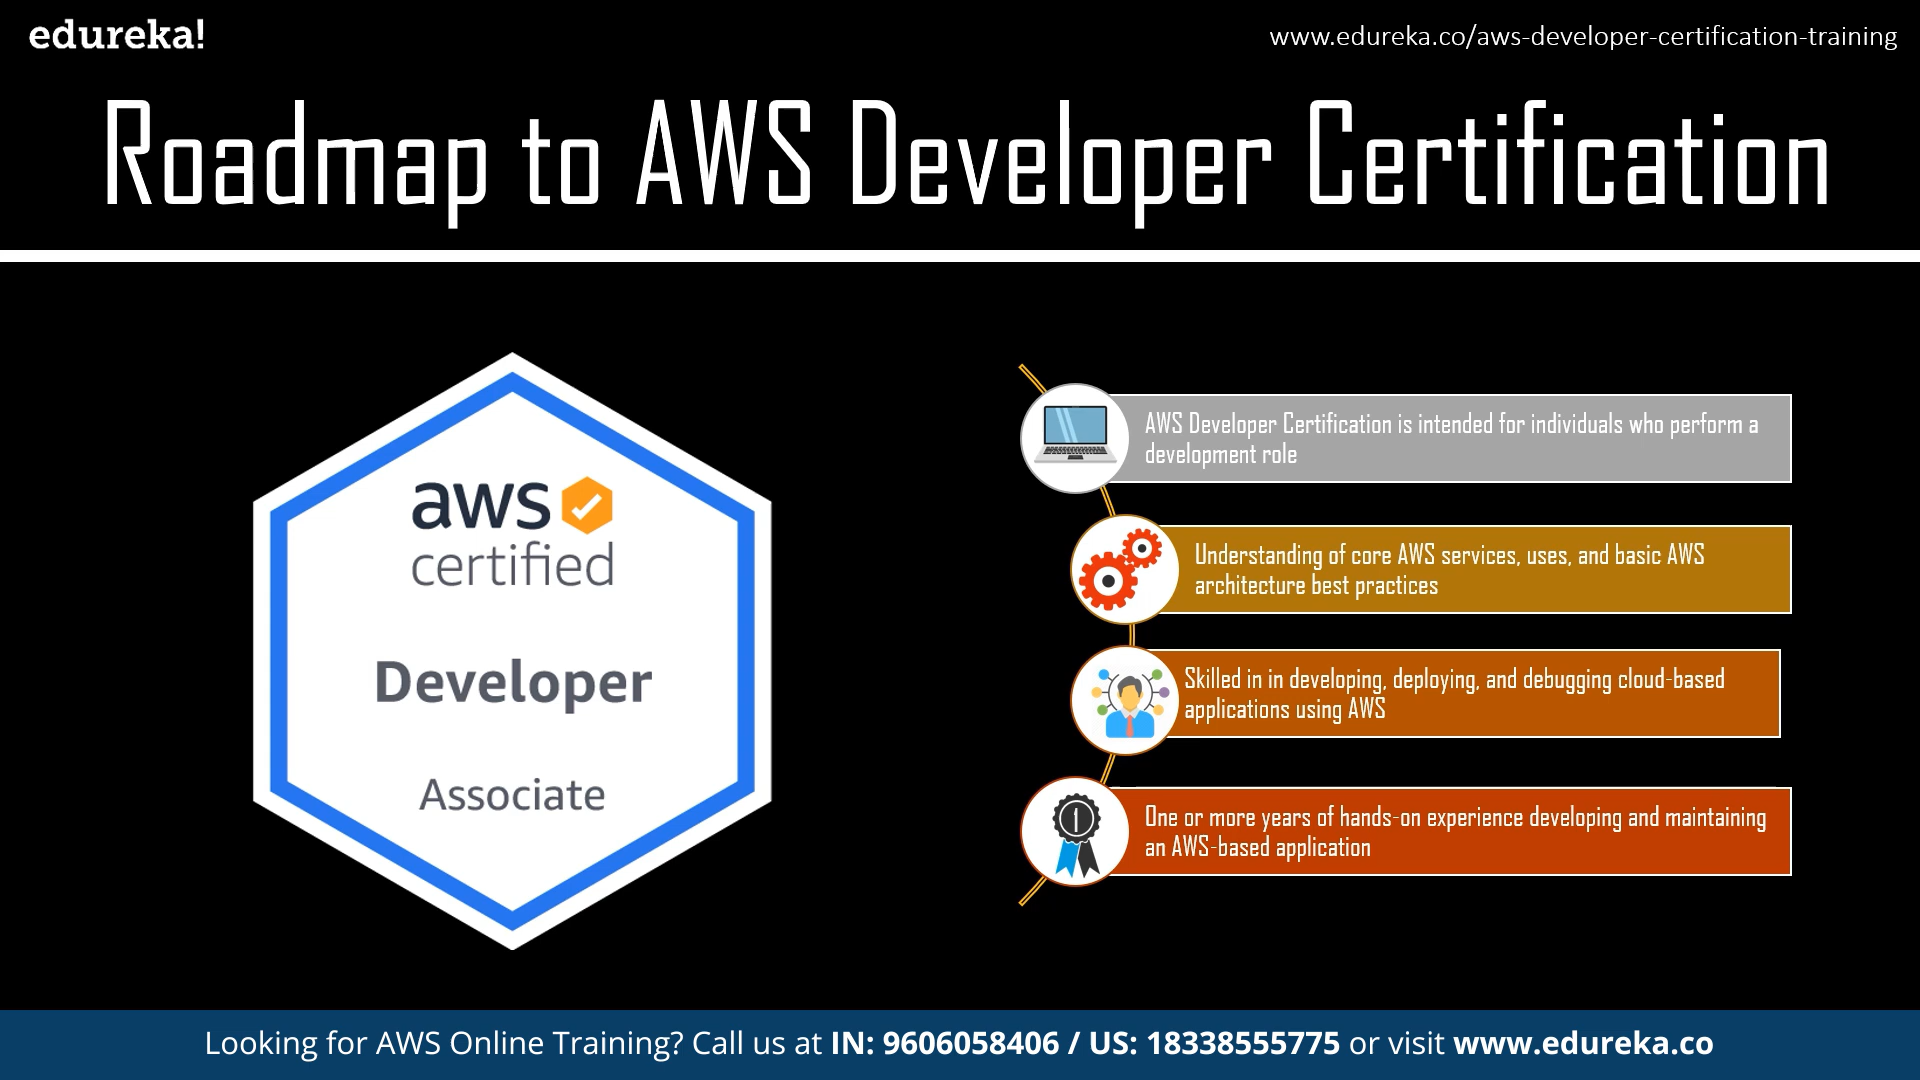 edureka!
www.edureka.co/aws-developer-certification-training
Roadmap to AWS Developer Certification
aws
certified
Developer
Associate
AWS Developer Certification is intended for individuals who perform a
development role
Understanding of core AWS services, uses, and basic AWS
architecture best practices
Skilled in in developing, deploying, and debugging cloud-based
applications using AWS
1
One or more years of hands-on experience developing and maintaining
an AWS-based application
Looking for AWS Online Training? Call us at IN: 9606058406 / US: 18338555775 or visit www.edureka.co